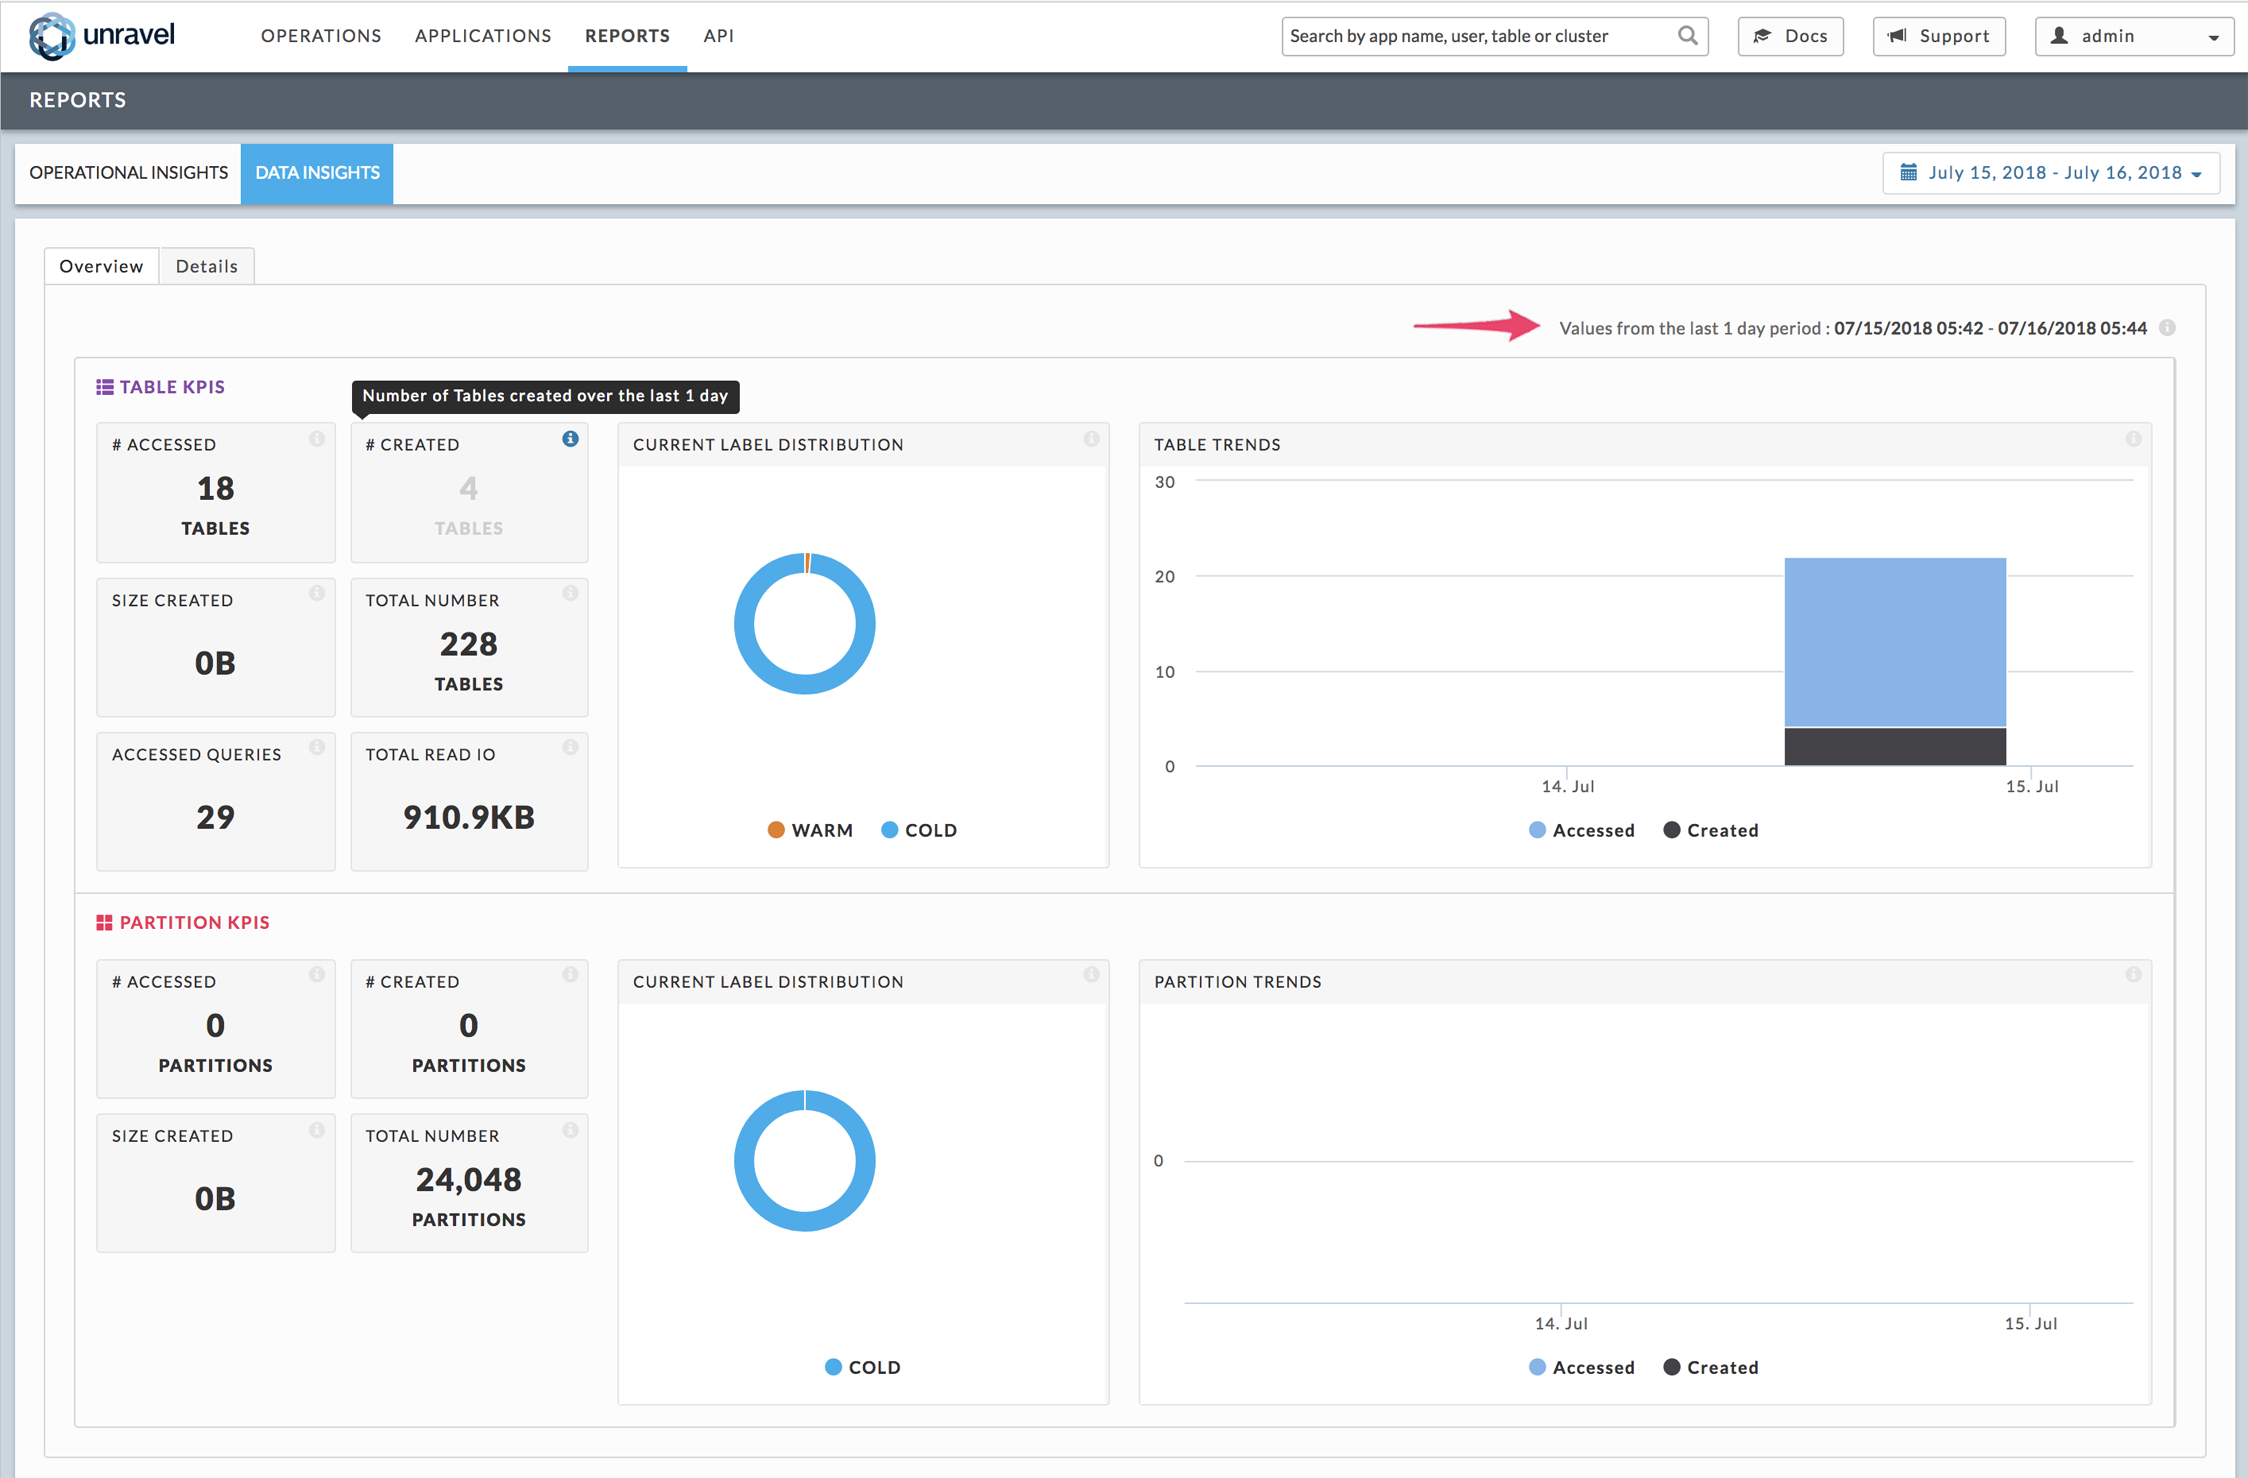 unravel
OPERATIONS APPLICATIONS REPORTS API
Search by app name, user, table or cluster
Docs
Support
admin
REPORTS
OPERATIONAL INSIGHTS DATA INSIGHTS
July 15, 2018 - July 16, 2018
Overview Details
Values from the last 1 day period : 07/15/2018 05:42 - 07/16/2018 05:44
TABLE KPIS
Number of Tables created over the last 1 day
# ACCESSED
18
TABLES
# CREATED
4
TABLES
SIZE CREATED
0B
TOTAL NUMBER
228
TABLES
ACCESSED QUERIES
29
TOTAL READ IO
910.9KB
CURRENT LABEL DISTRIBUTION
WARM COLD
TABLE TRENDS
30
20
10
0
14. Jul 15. Jul
Accessed Created
PARTITION KPIS
# ACCESSED
0
PARTITIONS
# CREATED
0
PARTITIONS
SIZE CREATED
0B
TOTAL NUMBER
24,048
PARTITIONS
CURRENT LABEL DISTRIBUTION
COLD
PARTITION TRENDS
0
14. Jul 15. Jul
Accessed Created